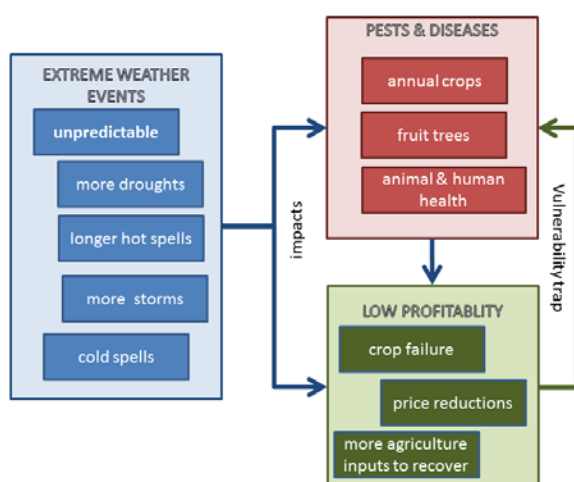 EXTREME WEATHER
EVENTS
unpredictable
more droughts
longer hot spells
more storms
cold spells
impacts
PESTS & DISEASES
annual crops
fruit trees
animal & human
health
LOW PROFITABLITY
crop failure
price reductions
more agriculture
inputs to recover
Vulnerability trap